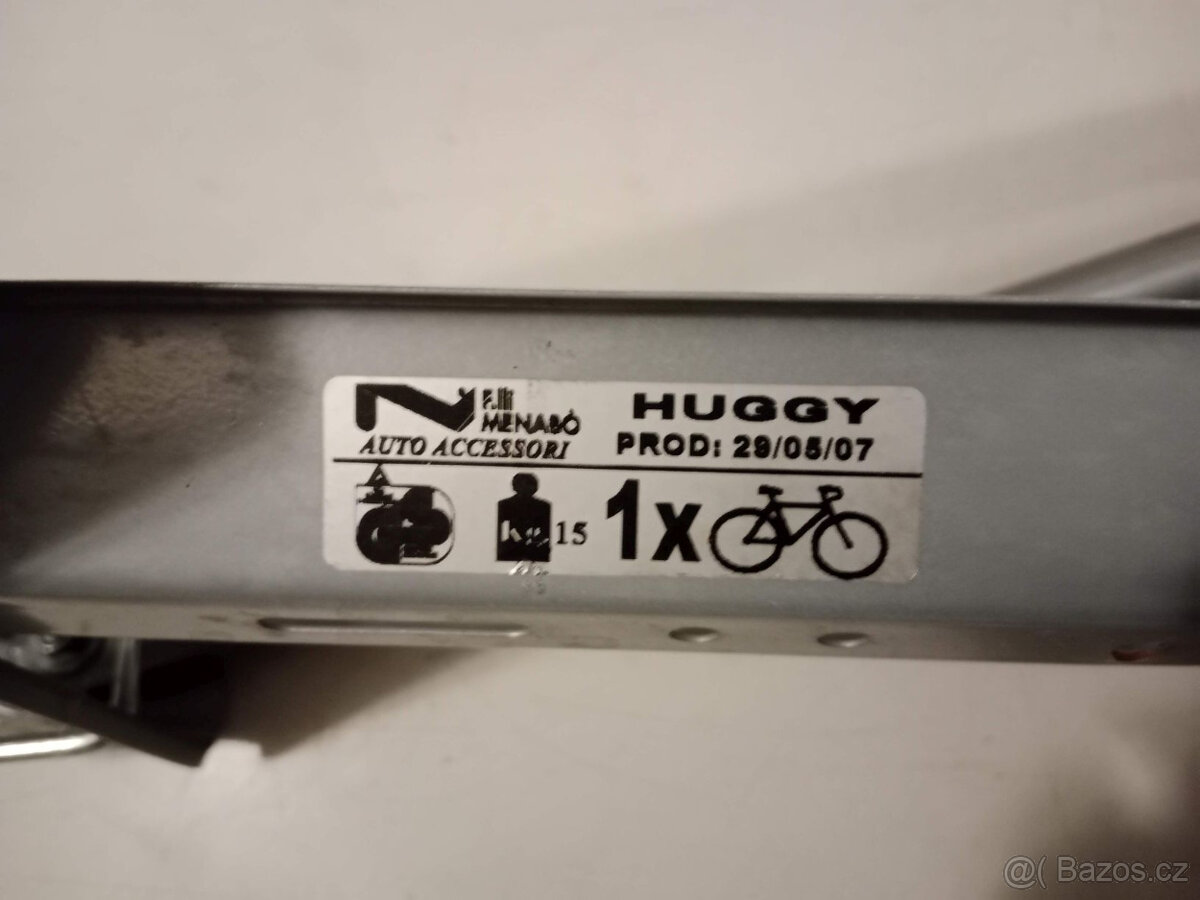 F.lli
MENABÒ
AUTO ACCESSORI
HUGGY
PROD: 29/05/07
kg 15
1x
@( Bazos.cz